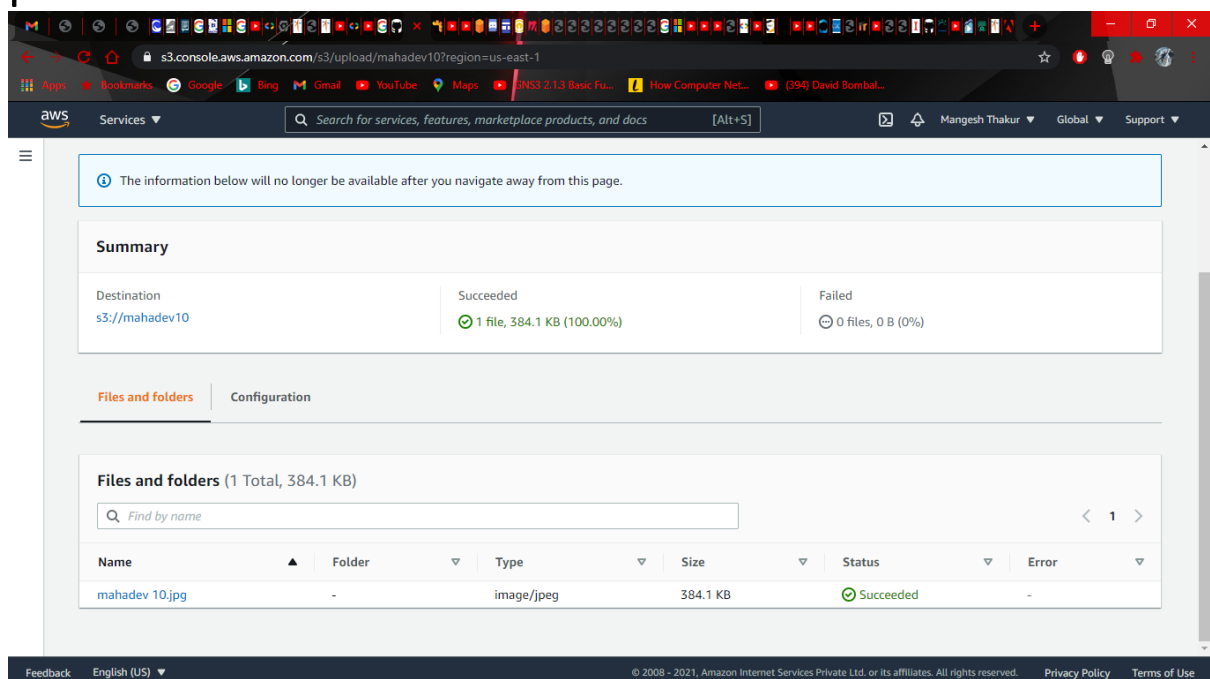 s3.console.aws.amazon.com/s3/upload/mahadev10?region=us-east-1
Apps Bookmarks Google Bing Gmail YouTube Maps GNS3 2.1.3 Basic Fu... How Computer Net... (394) David Bombal...
aws Services ▼ Search for services, features, marketplace products, and docs [Alt+S] Mangesh Thakur ▼ Global ▼ Support ▼
The information below will no longer be available after you navigate away from this page.
Summary
Destination Succeeded Failed
s3://mahadev10 1 file, 384.1 KB (100.00%) 0 files, 0 B (0%)
Files and folders Configuration
Files and folders (1 Total, 384.1 KB)
Find by name < 1 >
Name Folder Type Size Status Error
mahadev 10.jpg - image/jpeg 384.1 KB Succeeded -
Feedback English (US) ▼ © 2008 - 2021, Amazon Internet Services Private Ltd. or its affiliates. All rights reserved. Privacy Policy Terms of Use